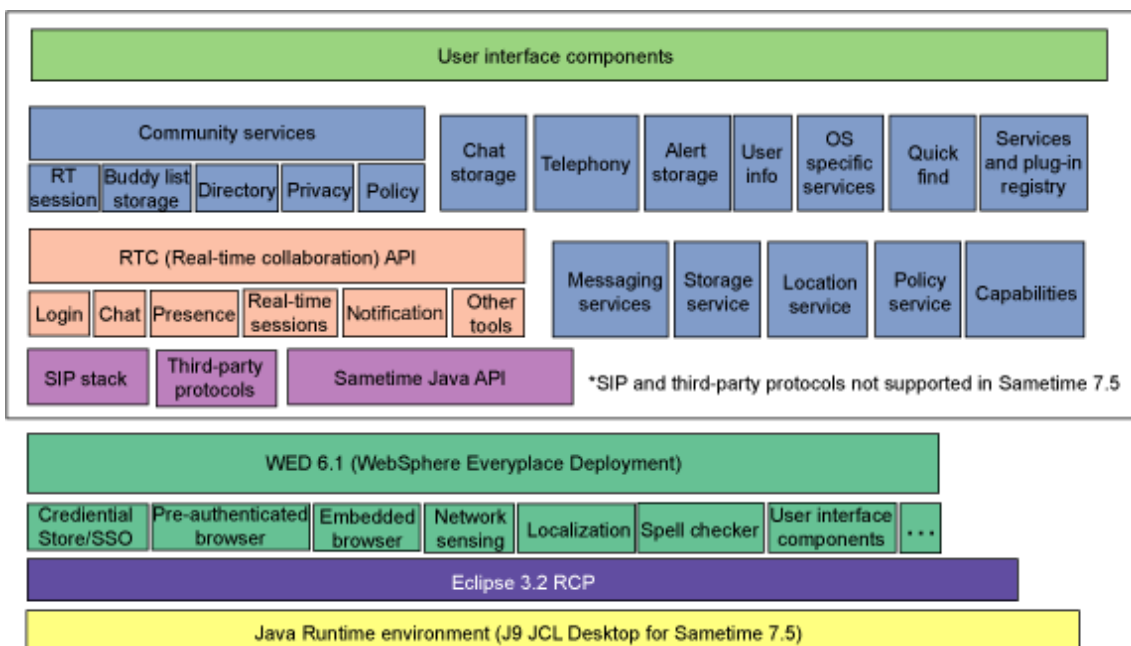 User interface components
Community services
RT
session
Buddy list
storage
Directory
Privacy
Policy
Chat
storage
Telephony
Alert
storage
User
info
OS
specific
services
Quick
find
Services
and plug-in
registry
RTC (Real-time collaboration) API
Login
Chat
Presence
Real-time
sessions
Notification
Other
tools
Messaging
services
Storage
service
Location
service
Policy
service
Capabilities
SIP stack
Third-party
protocols
Sametime Java API
*SIP and third-party protocols not supported in Sametime 7.5
WED 6.1 (WebSphere Everyplace Deployment)
Crediential
Store/SSO
Pre-authenticated
browser
Embedded
browser
Network
sensing
Localization
Spell checker
User interface
components
...
Eclipse 3.2 RCP
Java Runtime environment (J9 JCL Desktop for Sametime 7.5)